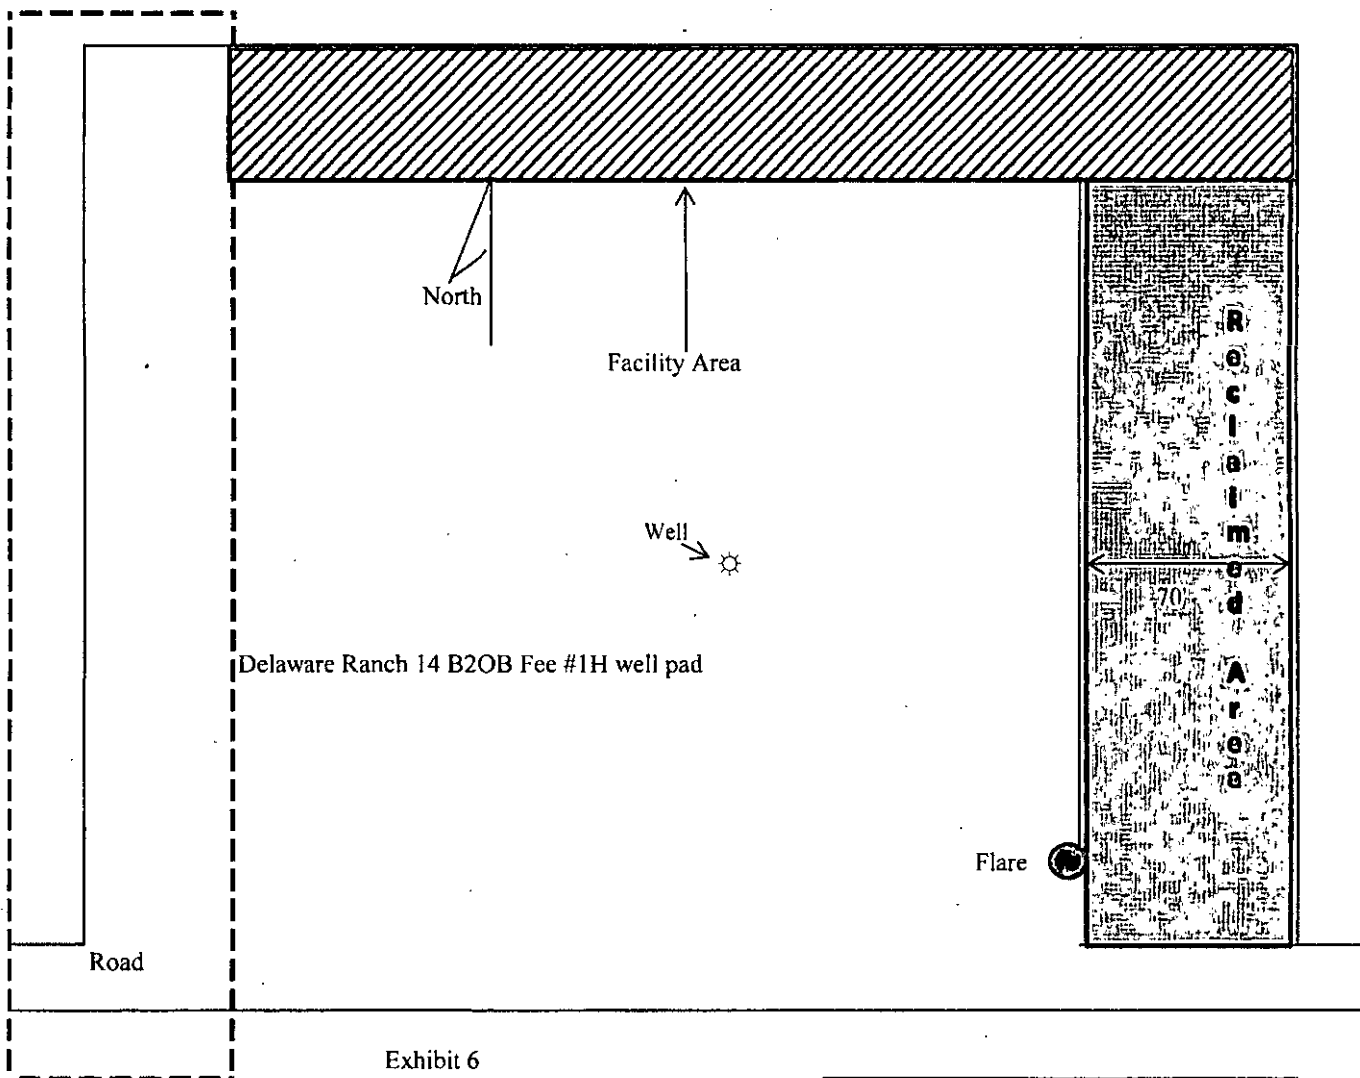 North
Facility Area
Reclaimed Area
Well
70'
Delaware Ranch 14 B2OB Fee #1H well pad
Flare
Road
Exhibit 6